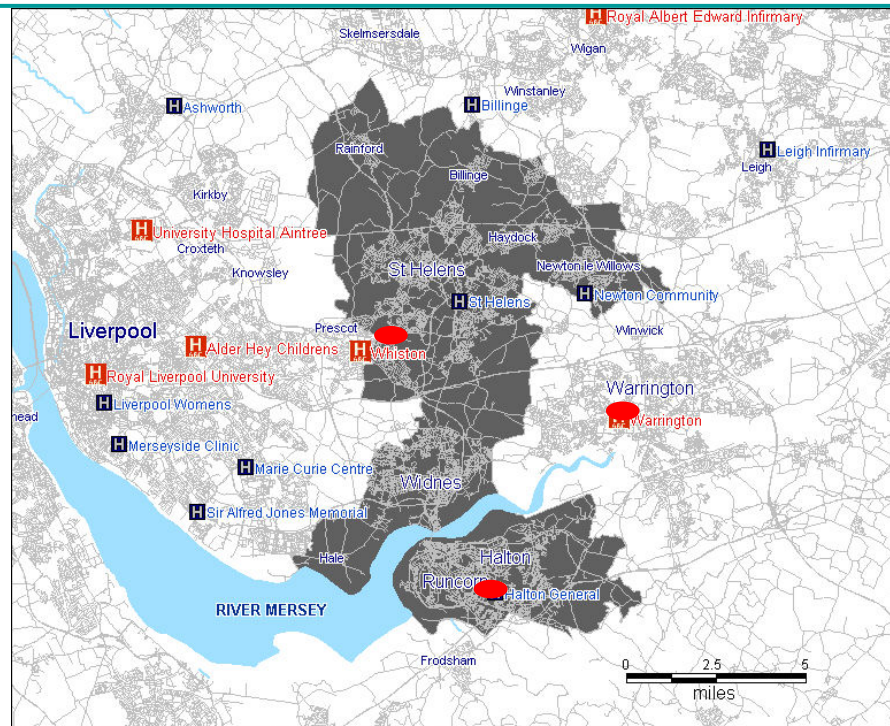 H Royal Albert Edward Infirmary
Skelmsersdale
Wigan
Winstanley
H Ashworth
H Billinge
Rainford
H Leigh Infirmary
Billinge
Leigh
Kirkby
H University Hospital Aintree
Haydock
Croxteth
Knowsley
St Helens
Newton le Willows
H St Helens
H Newton Community
Liverpool
Prescot
Winwick
H Alder Hey Childrens
H Whiston
H Royal Liverpool University
Warrington
H Liverpool Womens
head
Warrington
H Merseyside Clinic
H Marie Curie Centre
Widnes
H Sir Alfred Jones Memorial
Hale
Halton
Runcorn
Halton General
RIVER MERSEY
Frodsham
0 2.5 5
miles